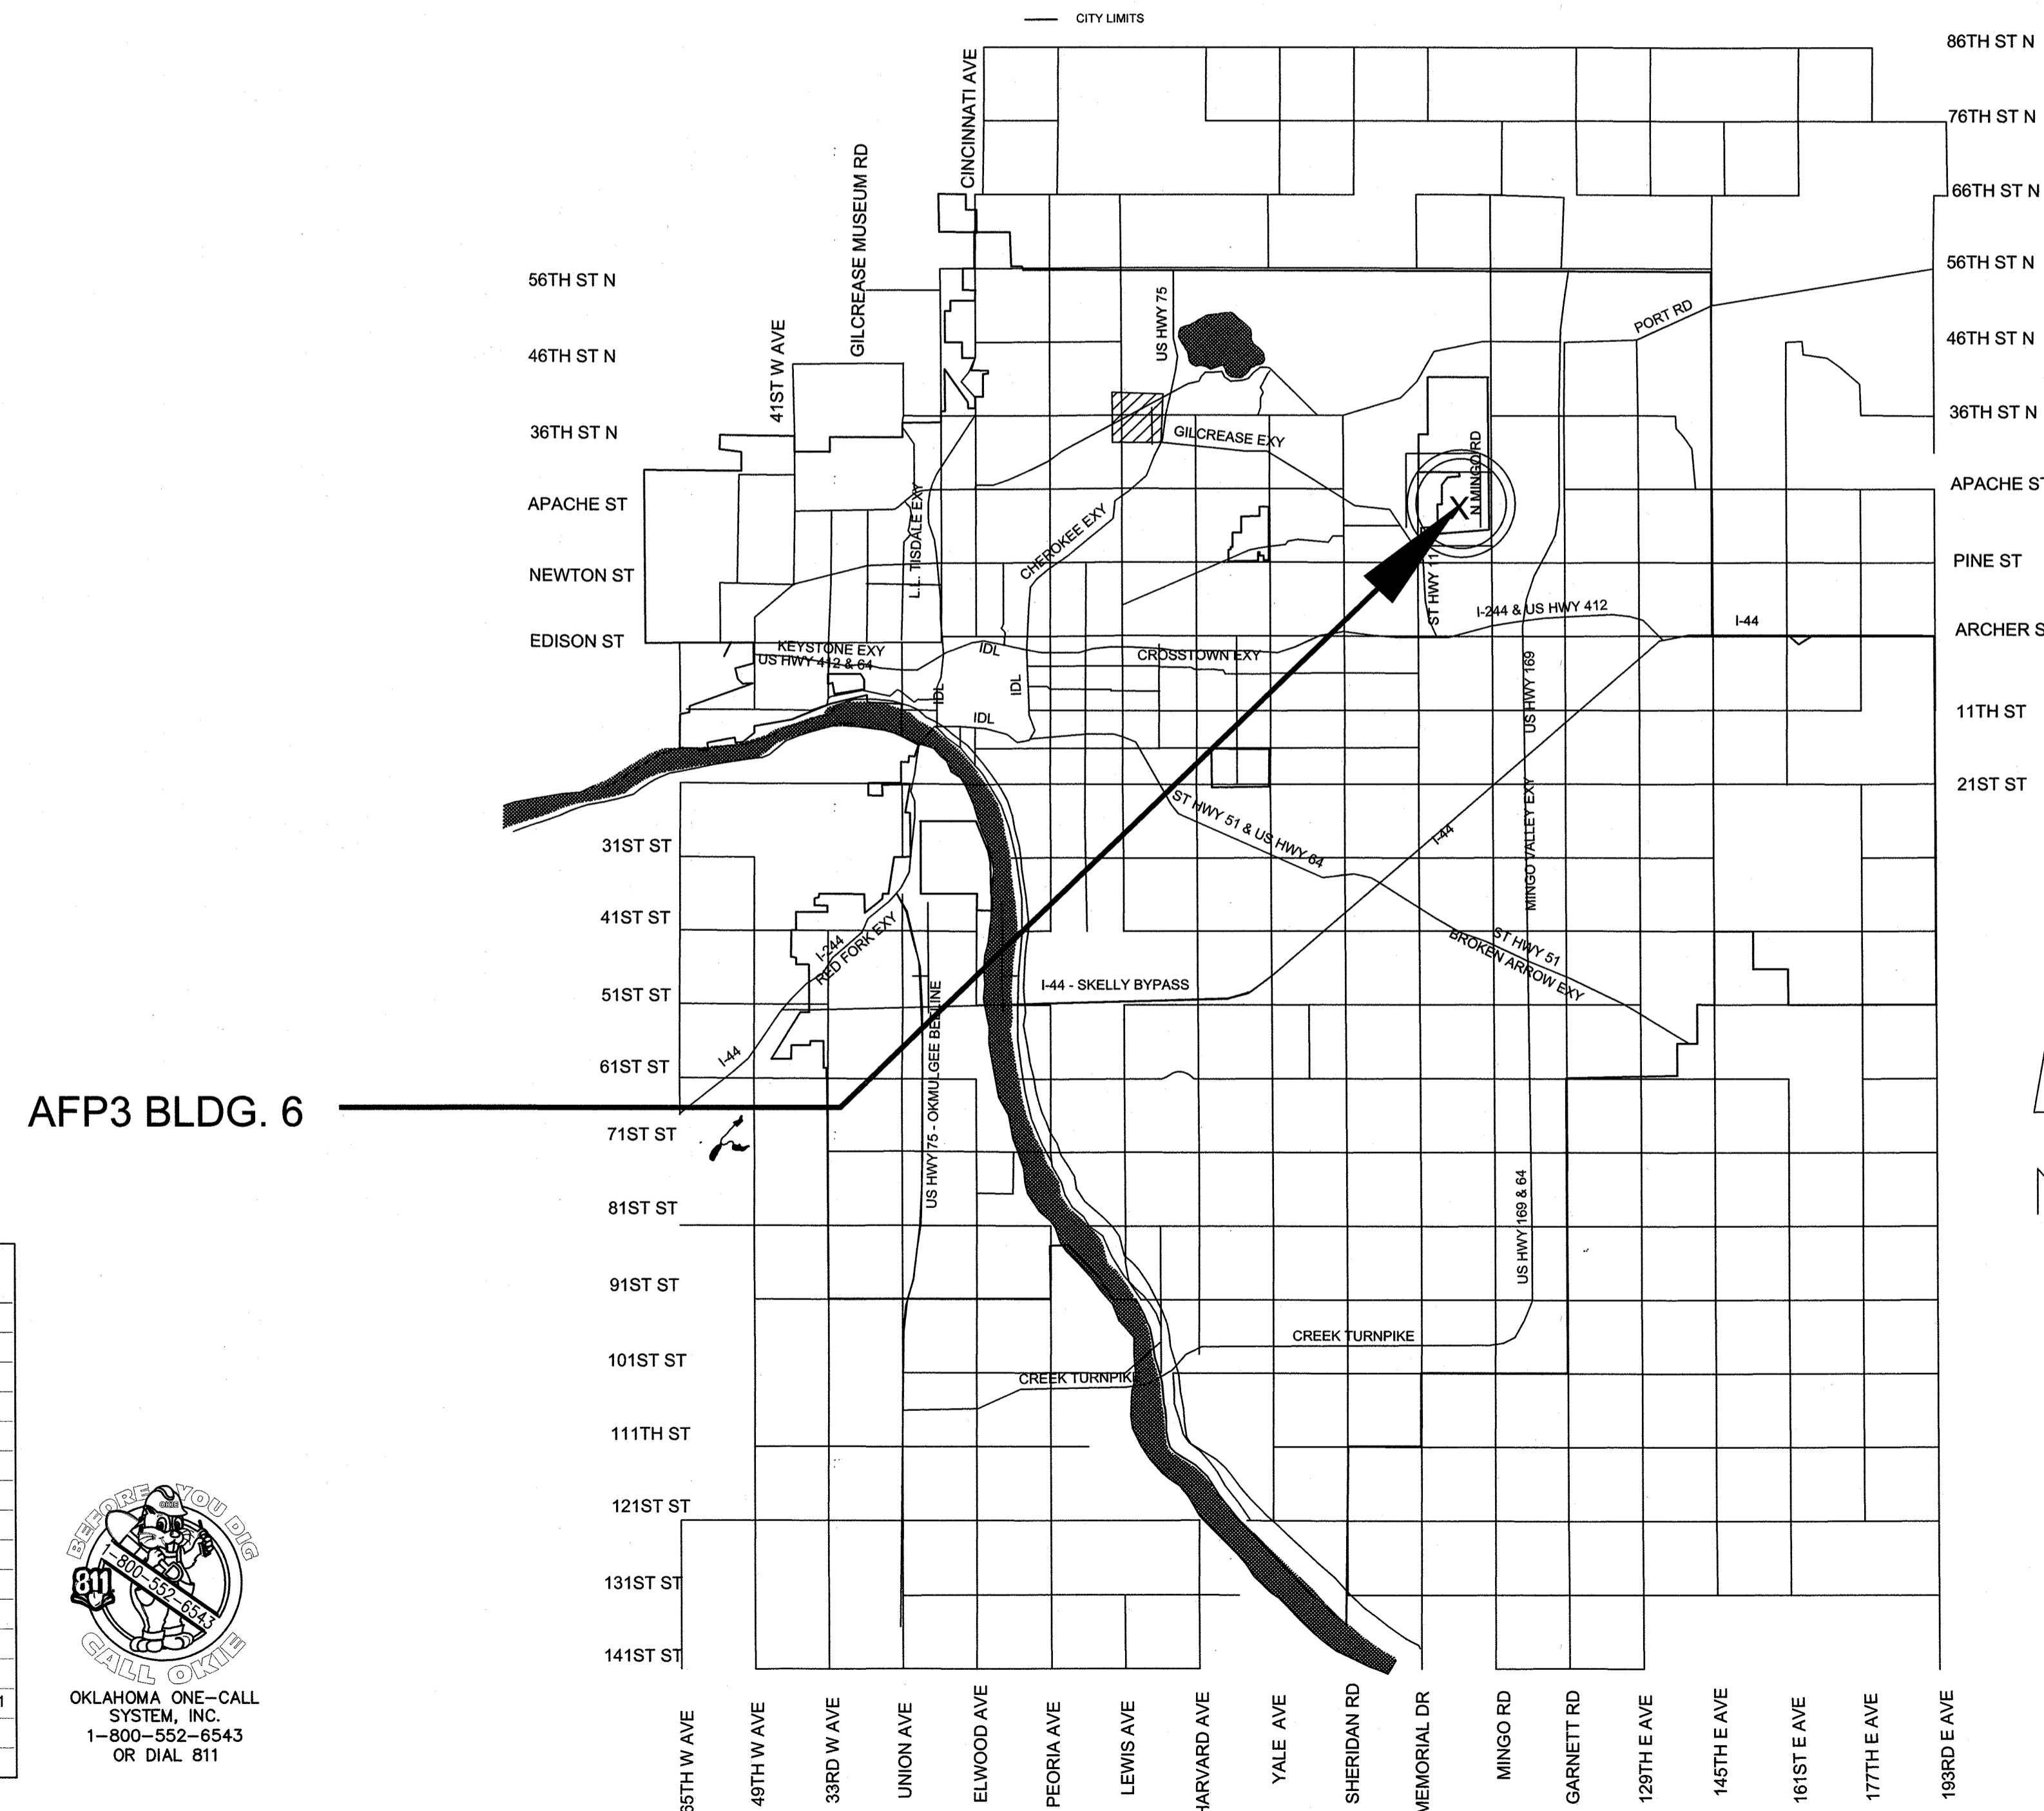 CITY LIMITS
CINCINNATI AVE
GILCREASE MUSEUM RD
41ST W AVE
86TH ST N
76TH ST N
66TH ST N
56TH ST N
46TH ST N
36TH ST N
APACHE ST
PINE ST
ARCHER S
11TH ST
21ST ST
56TH ST N
46TH ST N
36TH ST N
APACHE ST
NEWTON ST
EDISON ST
31ST ST
41ST ST
51ST ST
61ST ST
71ST ST
81ST ST
91ST ST
101ST ST
111TH ST
121ST ST
131ST ST
141ST ST
US HWY 75
PORT RD
GILCREASE EXY
N MINGO RD
X
L.L. TISDALE EXY
CHEROKEE EXY
ST HWY 11
I-244 & US HWY 412
I-44
KEYSTONE EXY
US HWY 412 & 64
IDL
CROSSTOWN EXY
IDL
IDL
IDL
US HWY 169
ST HWY 51 & US HWY 64
I-44
MINGO VALLEY EXY
I-244
RED FORK EXY
ST HWY 51
BROKEN ARROW EXY
I-44 - SKELLY BYPASS
US HWY 75 - OKMULGEE BEELINE
I-44
US HWY 169 & 64
CREEK TURNPIKE
CREEK TURNPIKE
AFP3 BLDG. 6
BEFORE YOU DIG
OKIE
1-800-552-6543
811
CALL OKIE
OKLAHOMA ONE-CALL
SYSTEM, INC.
1-800-552-6543
OR DIAL 811
1
65TH W AVE
49TH W AVE
33RD W AVE
UNION AVE
ELWOOD AVE
PEORIA AVE
LEWIS AVE
HARVARD AVE
YALE AVE
SHERIDAN RD
MEMORIAL DR
MINGO RD
GARNETT RD
129TH E AVE
145TH E AVE
161ST E AVE
177TH E AVE
193RD E AVE